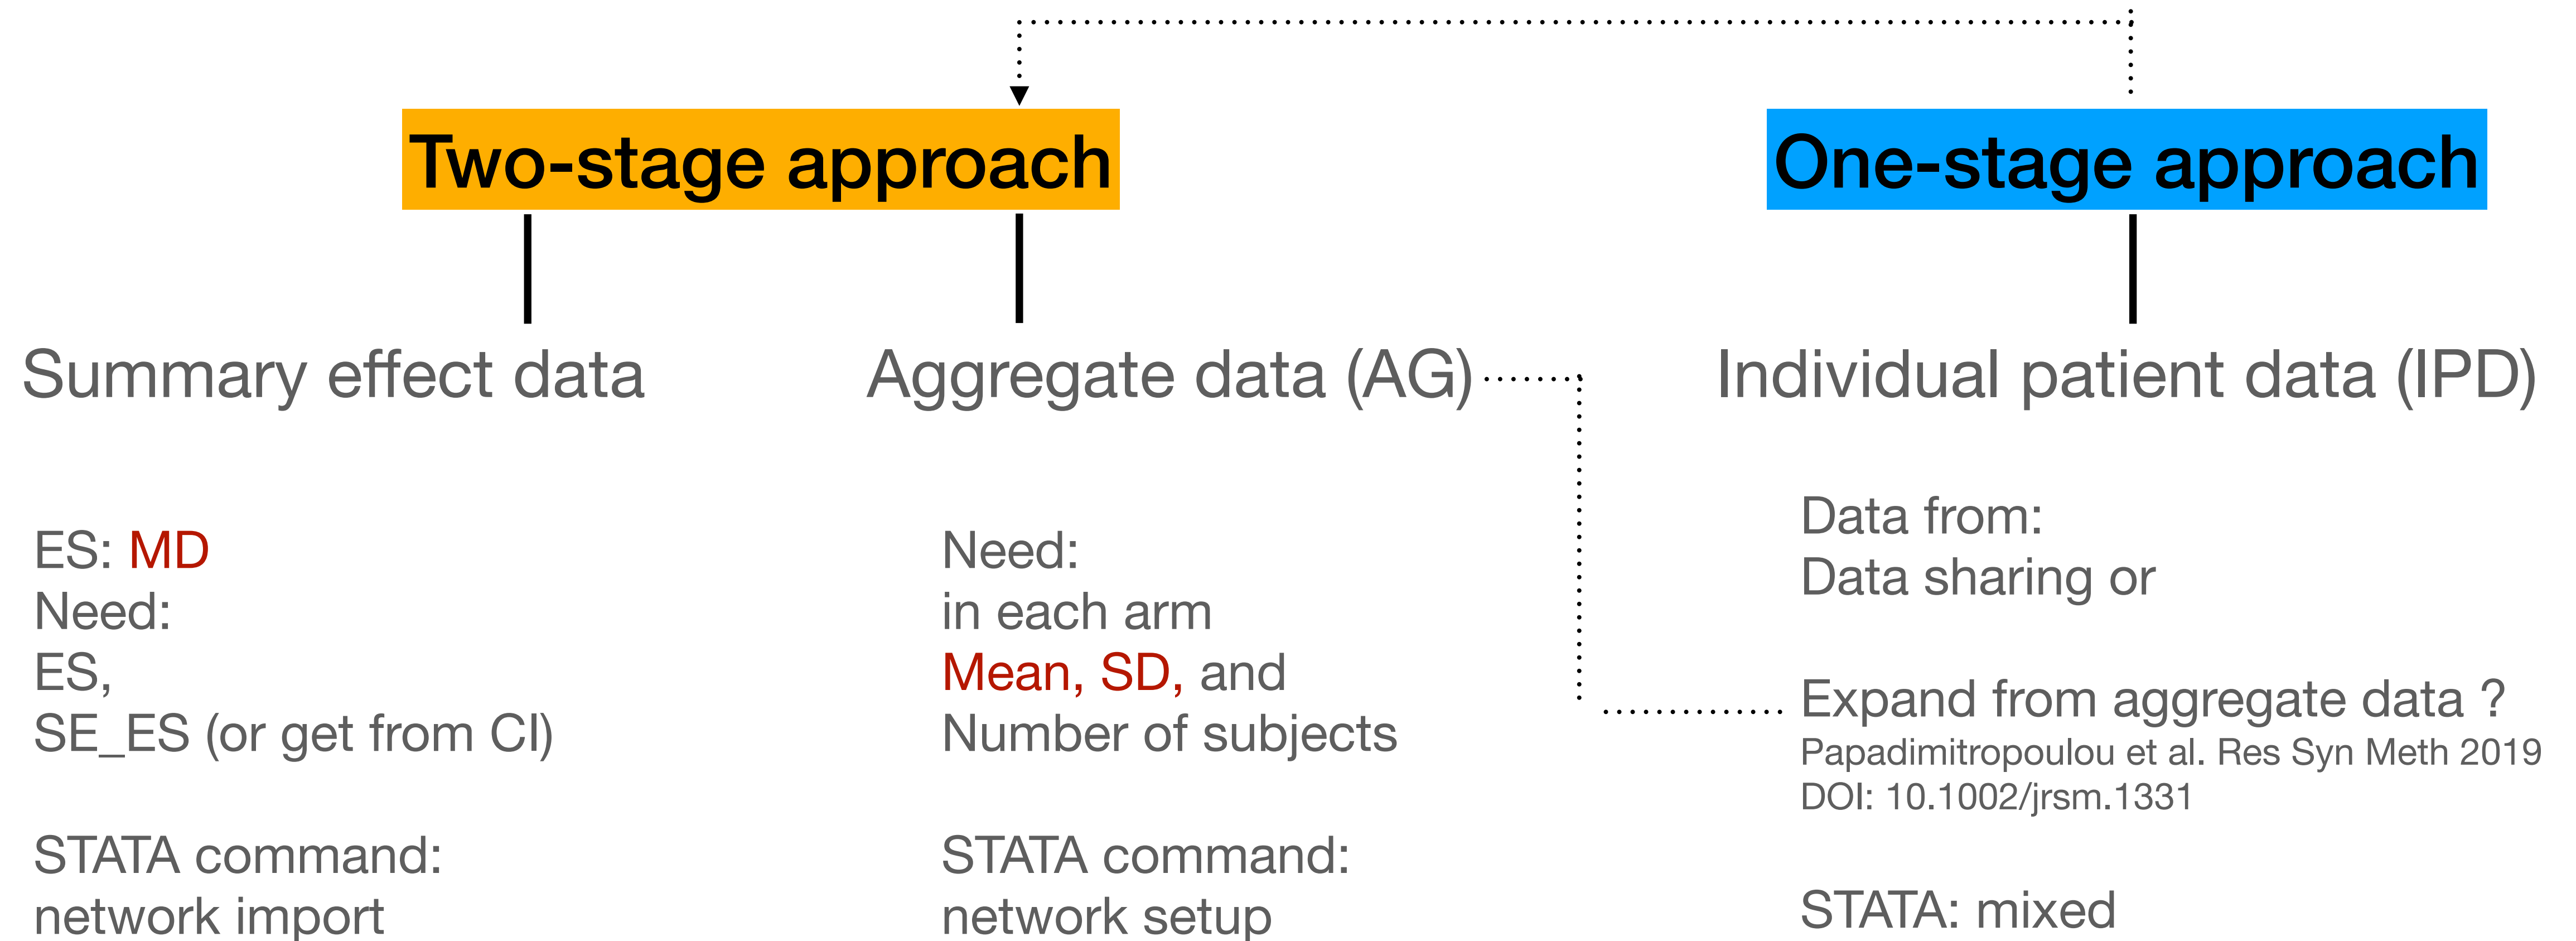 Two-stage approach
One-stage approach
Summary effect data
Aggregate data (AG)
Individual patient data (IPD)
ES: MD
Need:
ES,
SE_ES (or get from CI)
STATA command:
network import
Need:
in each arm
Mean, SD, and
Number of subjects
STATA command:
network setup
Data from:
Data sharing or
Expand from aggregate data ?
Papadimitropoulou et al. Res Syn Meth 2019
DOI: 10.1002/jrsm.1331
STATA: mixed